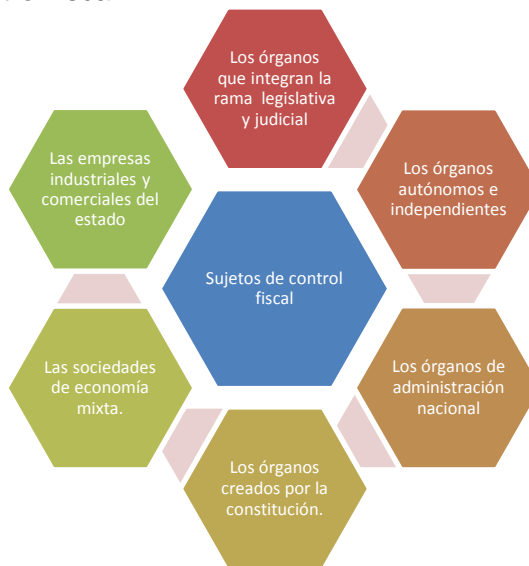 Los órganos
que integran la
rama legislativa
y judicial
Las empresas
industriales y
comerciales del
estado
Los órganos
autónomos e
independientes
Sujetos de control
fiscal
Las sociedades
de economía
mixta.
Los órganos de
administración
nacional
Los órganos
creados por la
constitución.